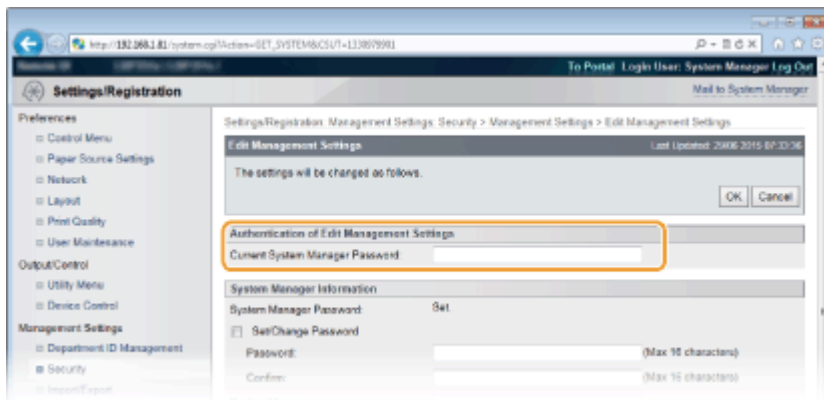 http://192.168.1.81/system.cgi?Action=GET_SYSTEM&CSUT=1330979901
To Portal Login User: System Manager Log Out
Settings/Registration
Mail to System Manager
Preferences
Control Menu
Paper Source Settings
Network
Layout
Print Quality
User Maintenance
Output/Control
Utility Menu
Device Control
Management Settings
Department ID Management
Security
Import/Export
Settings/Registration: Management Settings: Security > Management Settings > Edit Management Settings
Edit Management Settings
Last Updated: 29/06 2015 07:33:36
The settings will be changed as follows.
OK Cancel
Authentication of Edit Management Settings
Current System Manager Password:
System Manager Information
System Manager Password: Set
Set/Change Password
Password: (Max 16 characters)
Confirm: (Max 16 characters)